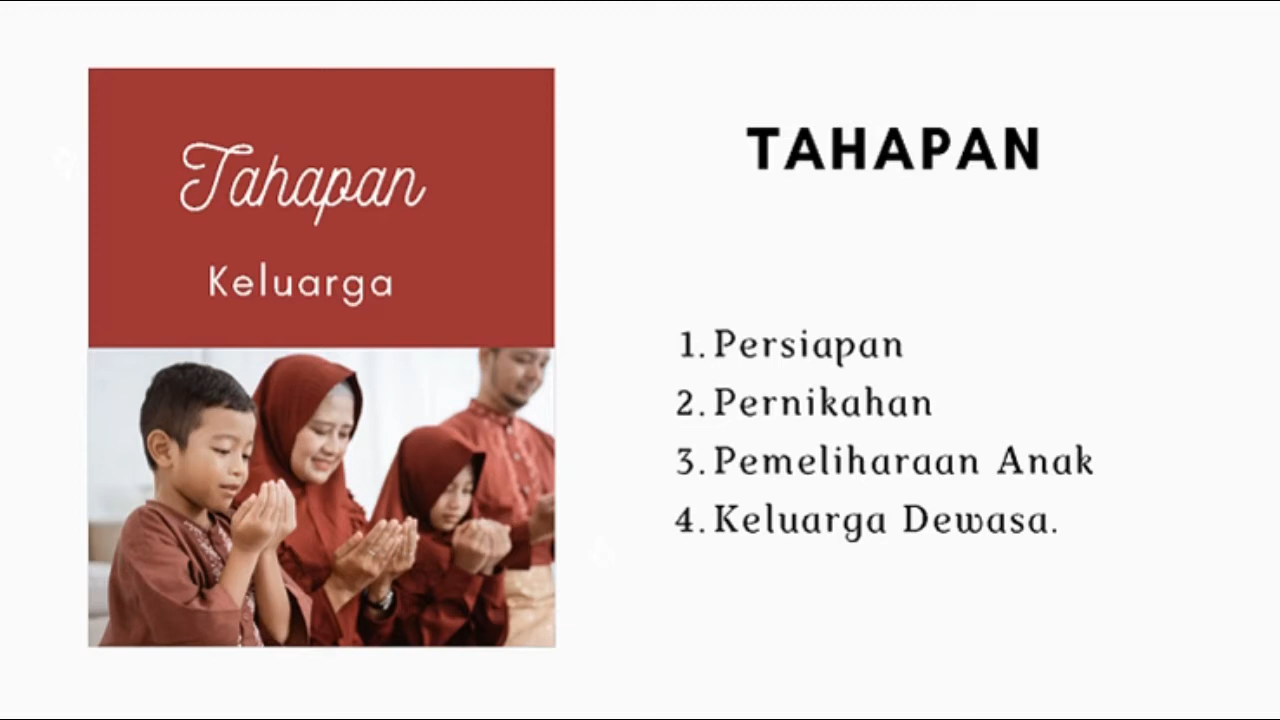 Tahapan
Keluarga
TAHAPAN
1. Persiapan
2. Pernikahan
3. Pemeliharaan Anak
4. Keluarga Dewasa.